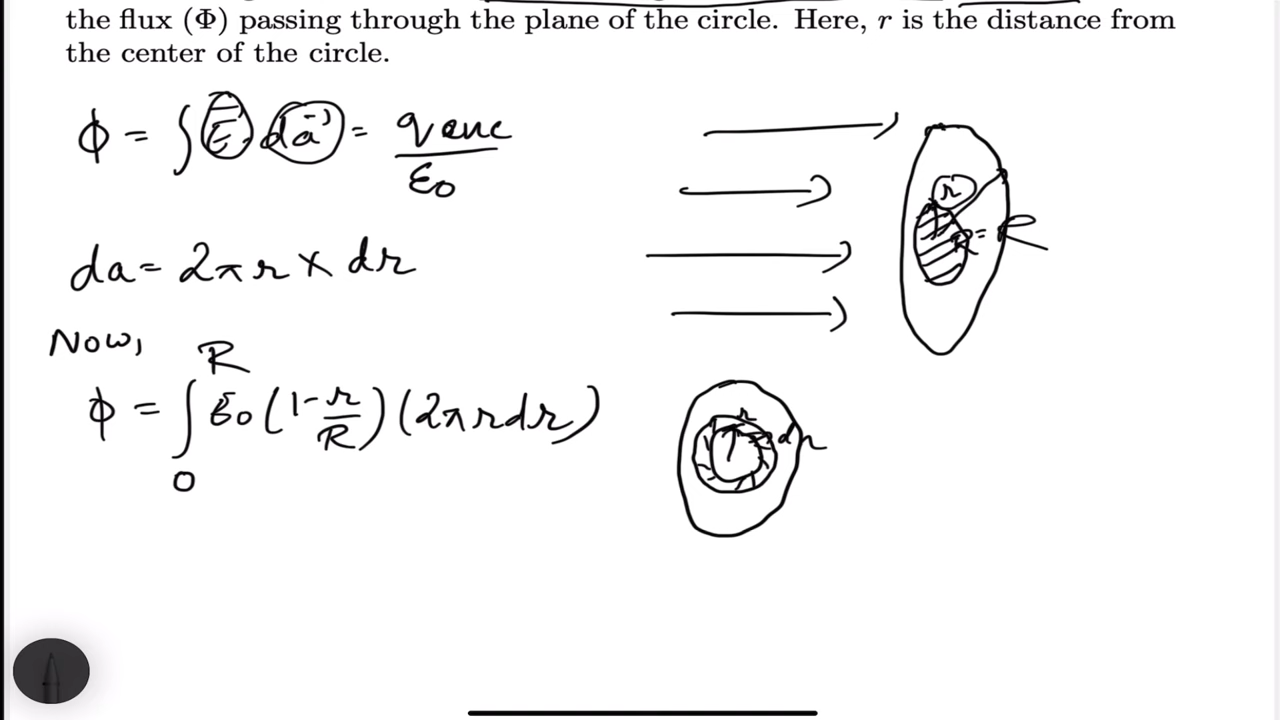 the flux (Φ) passing through the plane of the circle. Here, r is the distance from
the center of the circle.
ϕ = ∫ E⃗ · da⃗ = qenc / ε0
r
R = R
da = 2πr × dr
Now,
ϕ = ∫₀ᴿ E0 (1 - r/R) (2πr dr)
r
dr